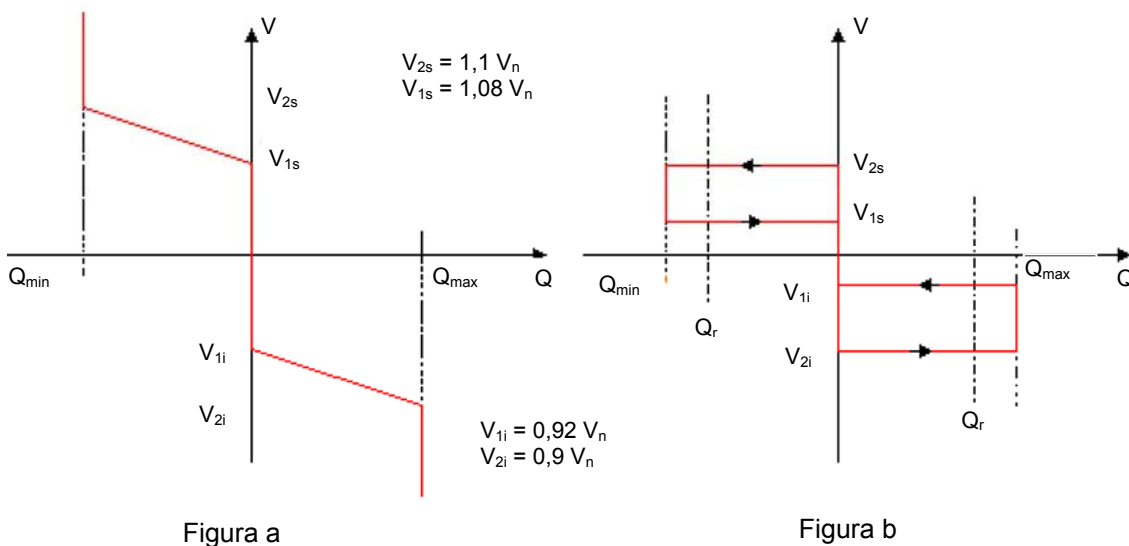 V
V2s = 1,1 Vn
V1s = 1,08 Vn
V2s
V1s
Qmin
Qmax
Q
V1i
V2i
V1i = 0,92 Vn
V2i = 0,9 Vn
Figura a
V
V2s
V1s
Qmin
Qr
Qmax
Q
V1i
V2i
Qr
Figura b